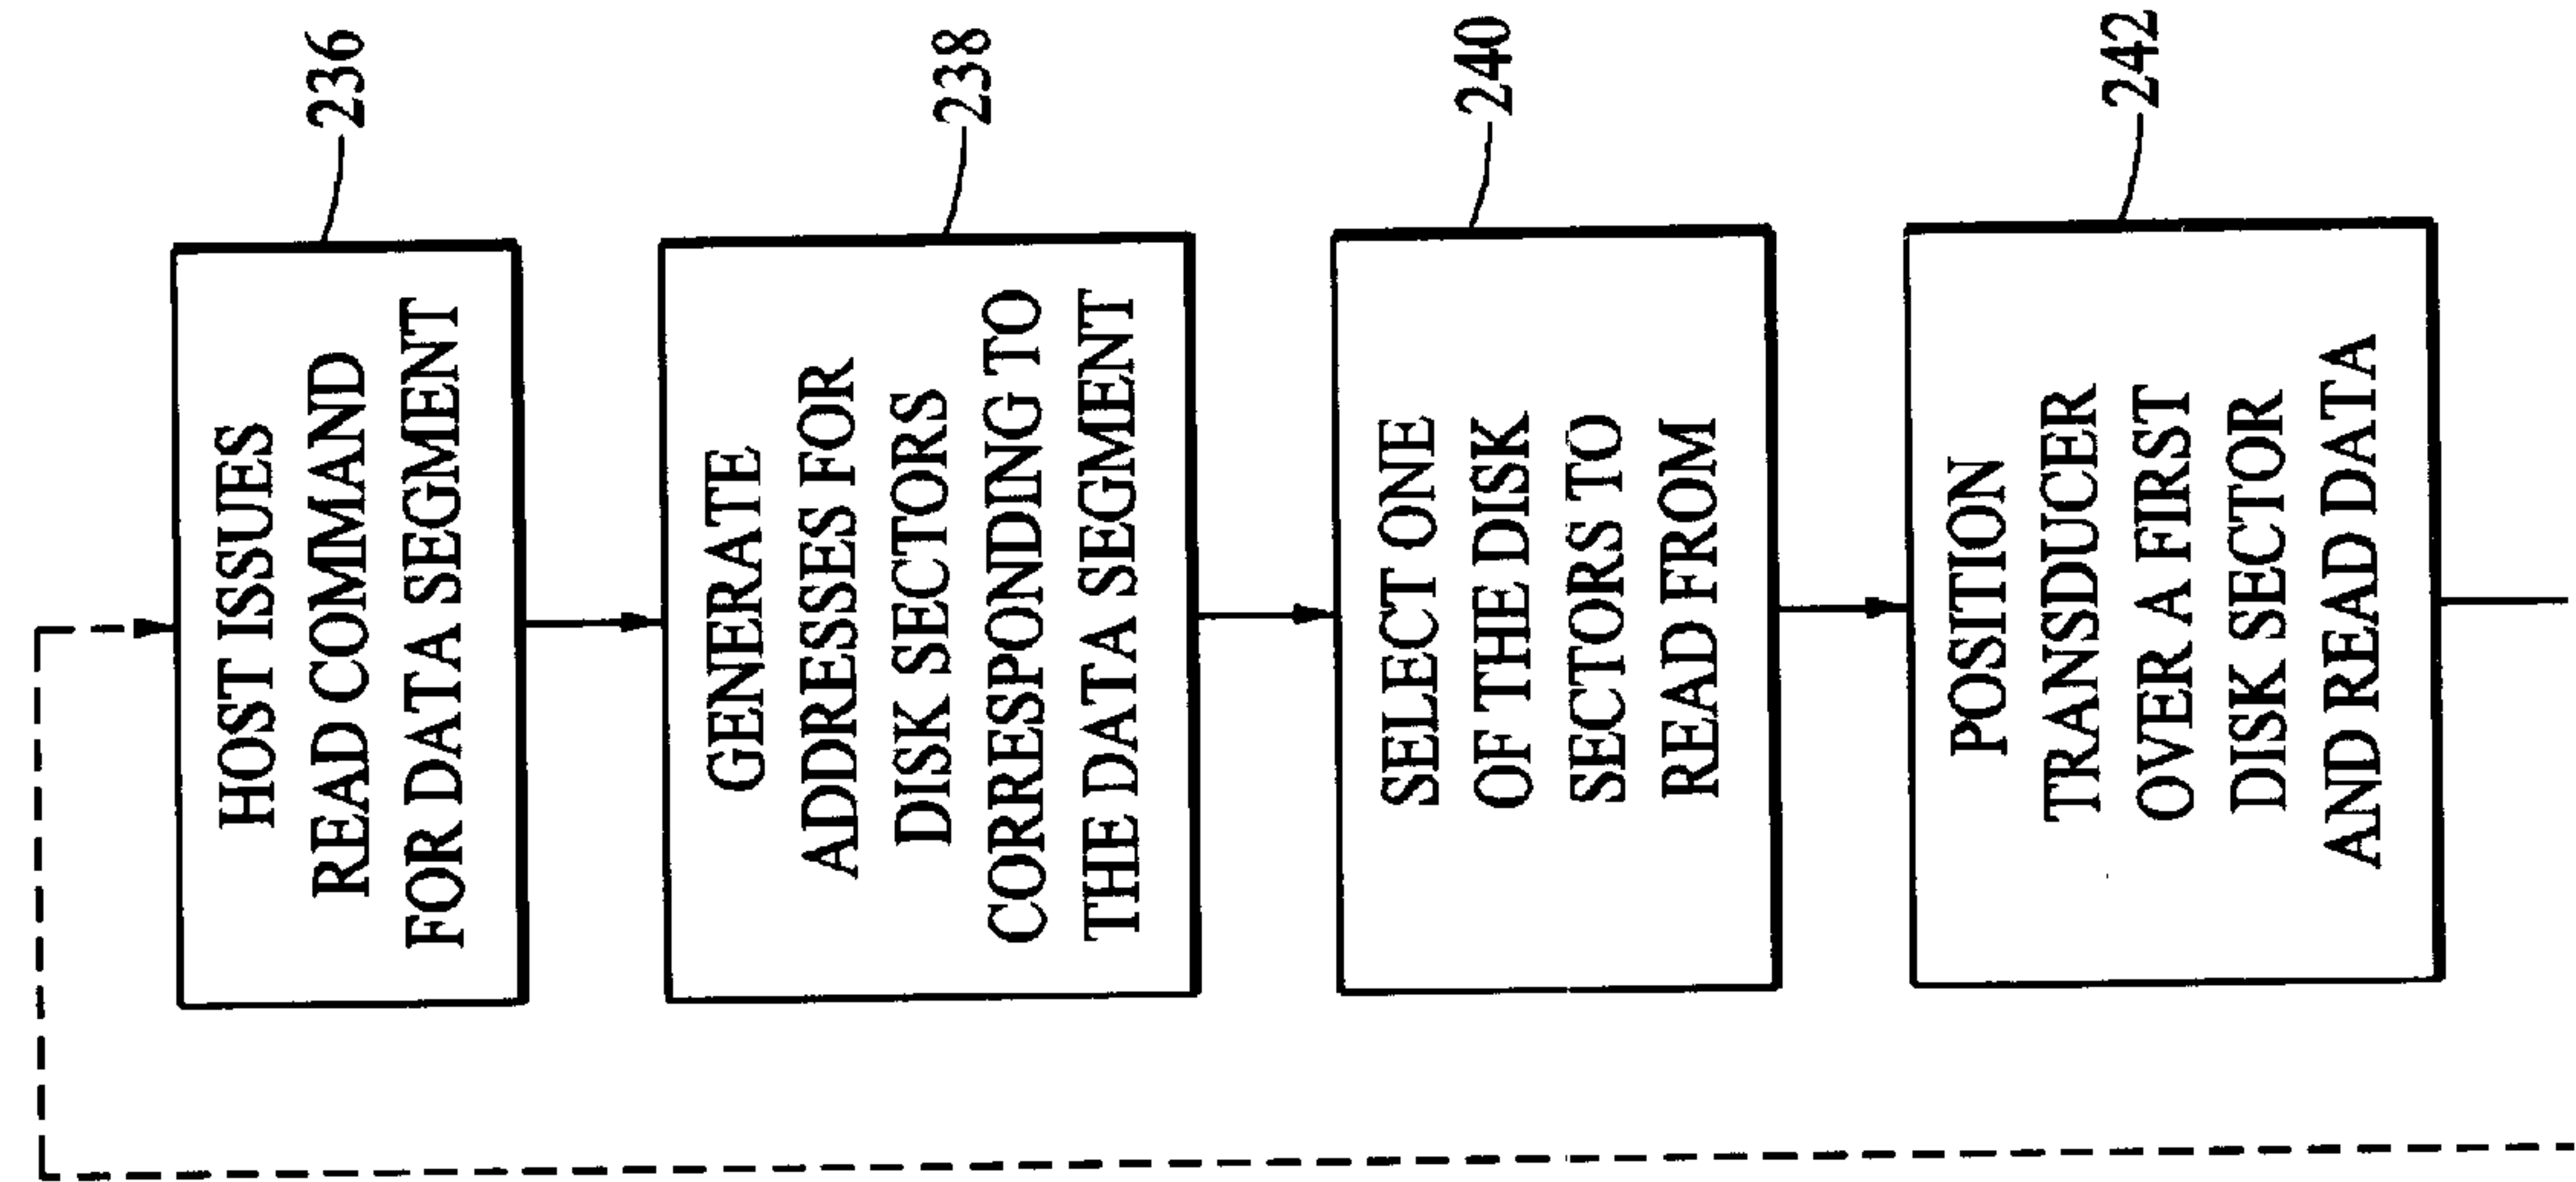 HOST ISSUES
READ COMMAND
FOR DATA SEGMENT
236
GENERATE
ADDRESSES FOR
DISK SECTORS
CORRESPONDING TO
THE DATA SEGMENT
238
SELECT ONE
OF THE DISK
SECTORS TO
READ FROM
240
POSITION
TRANSDUCER
OVER A FIRST
DISK SECTOR
AND READ DATA
242